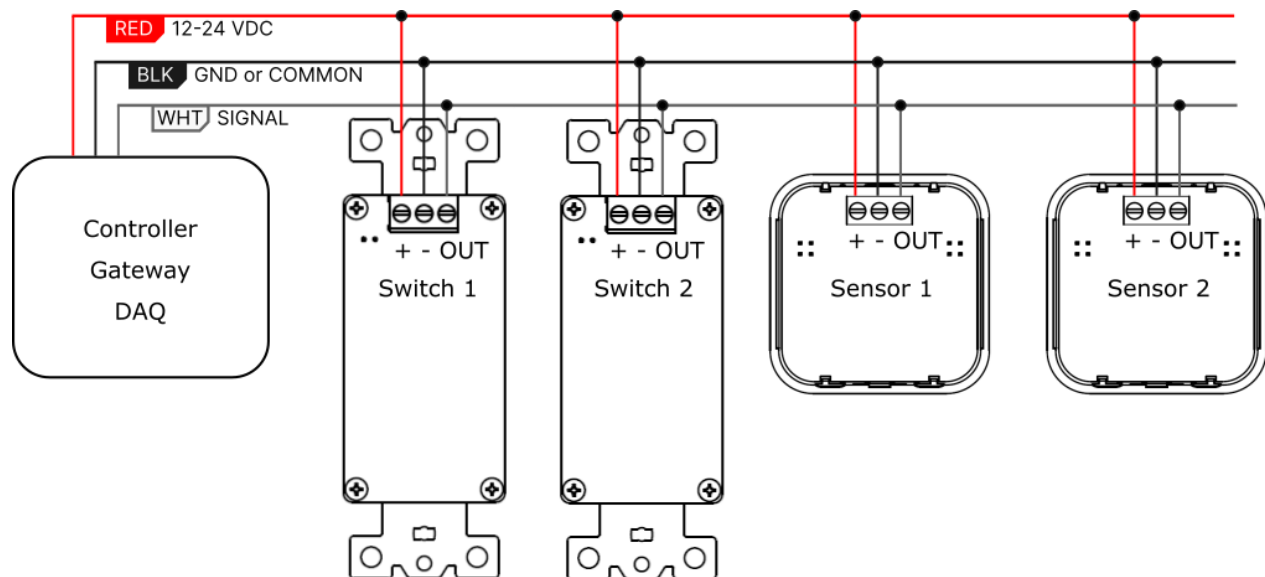 RED 12-24 VDC
BLK GND or COMMON
WHT SIGNAL
Controller
Gateway
DAQ
+ - OUT
Switch 1
+ - OUT
Switch 2
+ - OUT
Sensor 1
+ - OUT
Sensor 2